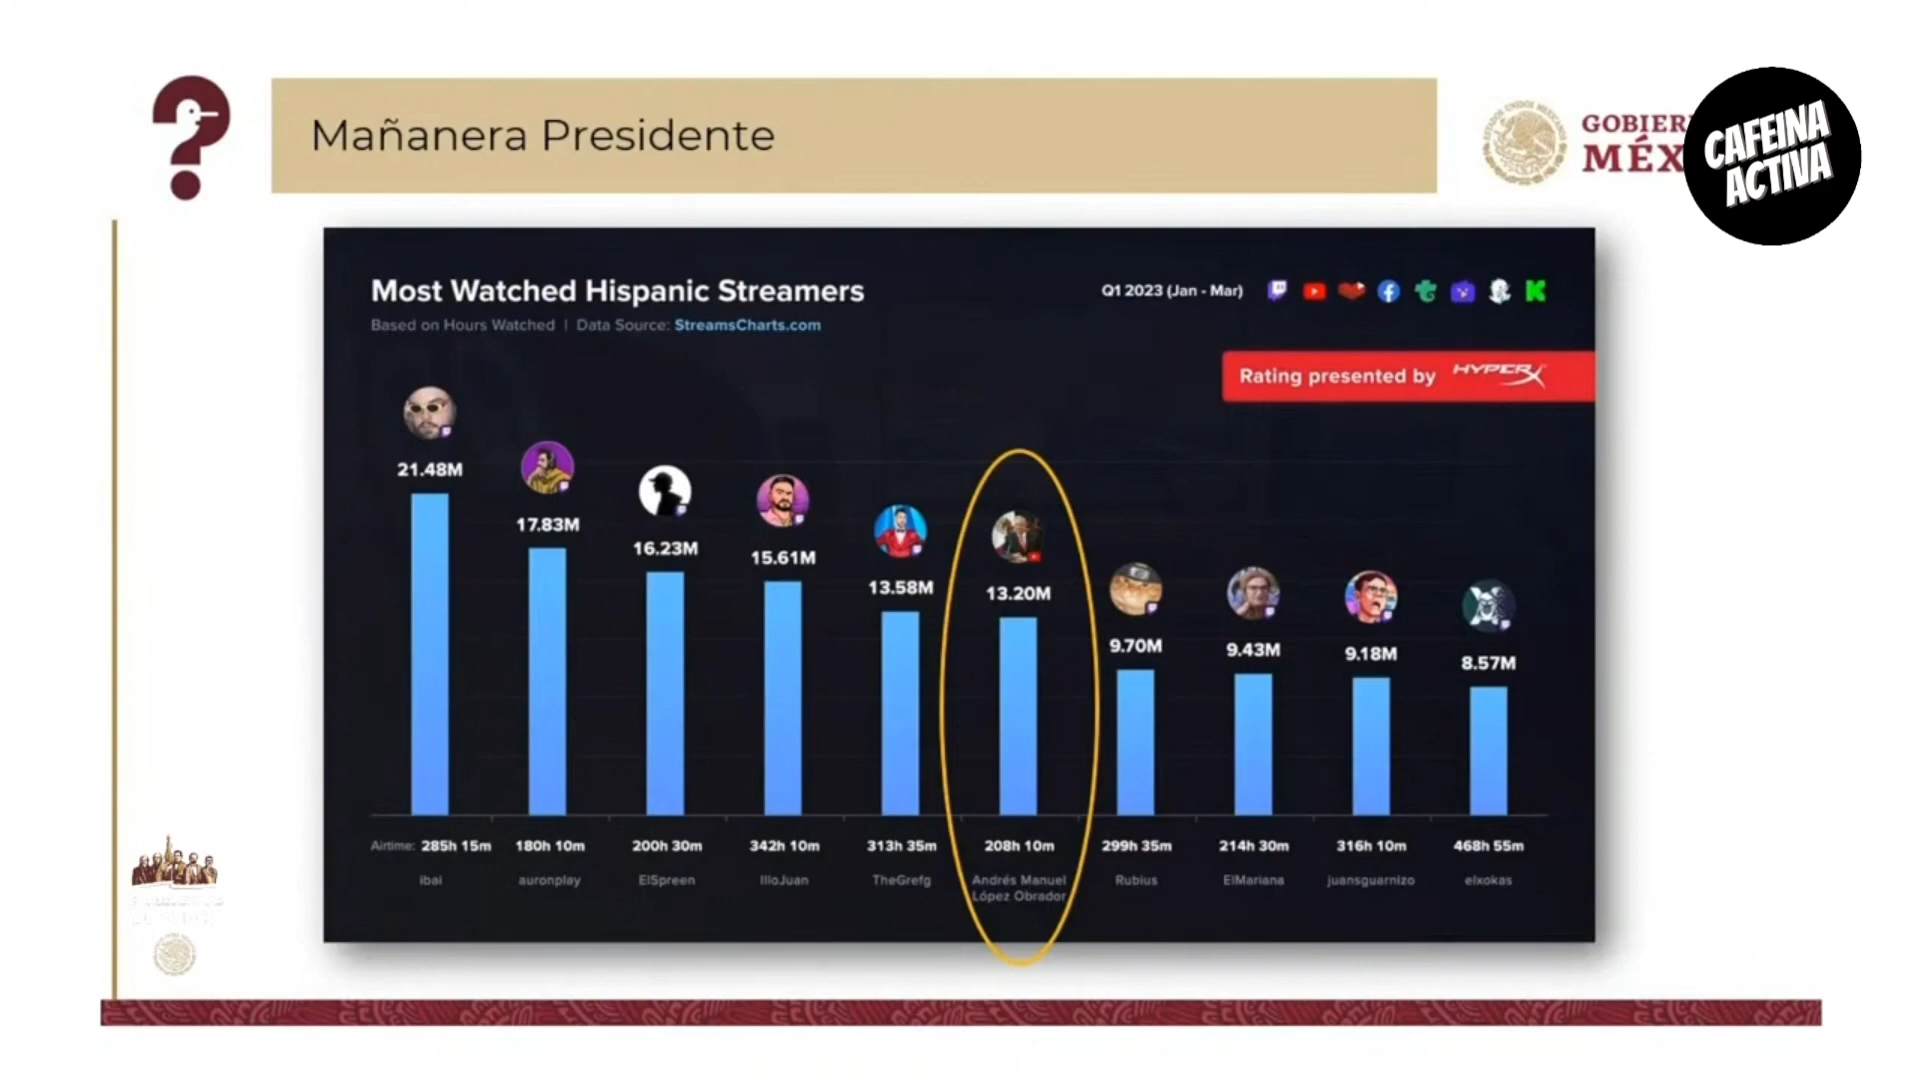 Mañanera Presidente
GOBIER
MÉX
CAFEINA
ACTIVA
Most Watched Hispanic Streamers
Based on Hours Watched | Data Source: StreamsCharts.com
Q1 2023 (Jan - Mar)
Rating presented by HYPERX
21.48M
17.83M
16.23M
15.61M
13.58M
13.20M
9.70M
9.43M
9.18M
8.57M
Airtime: 285h 15m 180h 10m 200h 30m 342h 10m 313h 35m 208h 10m 299h 35m 214h 30m 316h 10m 468h 55m
ibai auronplay ElSpreen IlloJuan TheGrefg Andrés Manuel Rubius ElMariana juansguarnizo elxokas
López Obrador